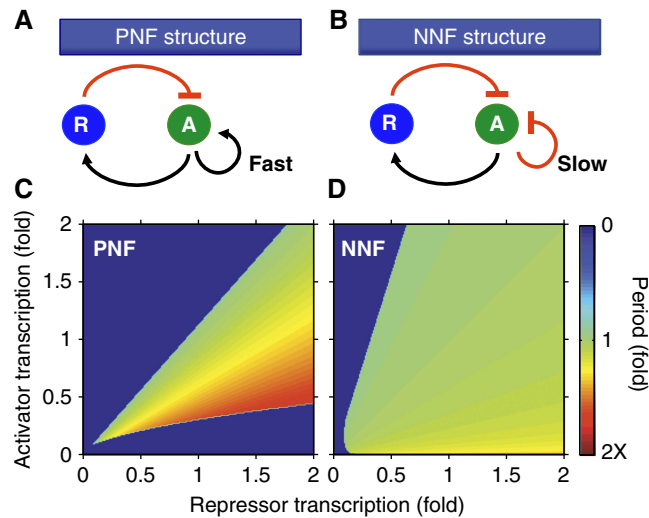 A
PNF structure
R
A
Fast
B
NNF structure
R
A
Slow
C
PNF
Activator transcription (fold)
2
1.5
1
0.5
0
0
0.5
1
1.5
2
D
NNF
0
0.5
1
1.5
2
Repressor transcription (fold)
0
1
2X
Period (fold)